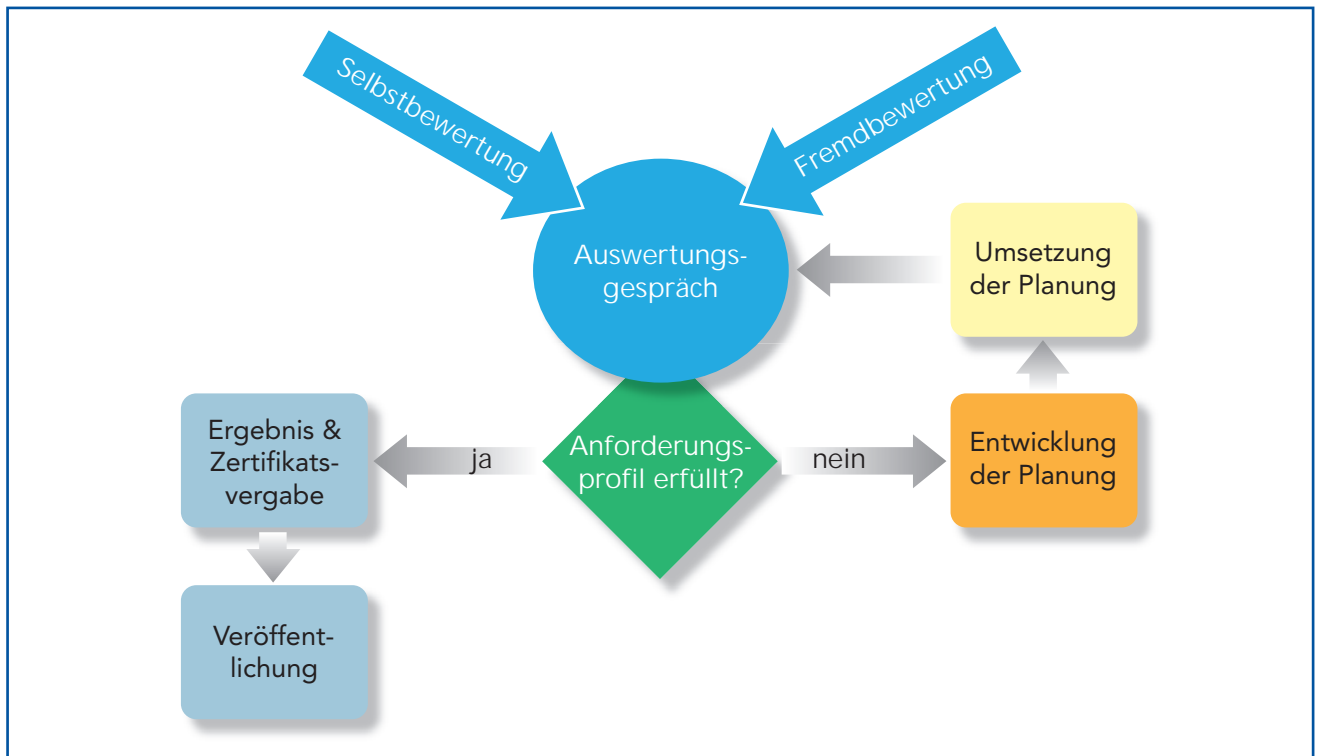 Selbstbewertung
Fremdbewertung
Auswertungs-
gespräch
Umsetzung
der Planung
Ergebnis &
Zertifikats-
vergabe
ja
Anforderungs-
profil erfüllt?
nein
Entwicklung
der Planung
Veröffent-
lichung